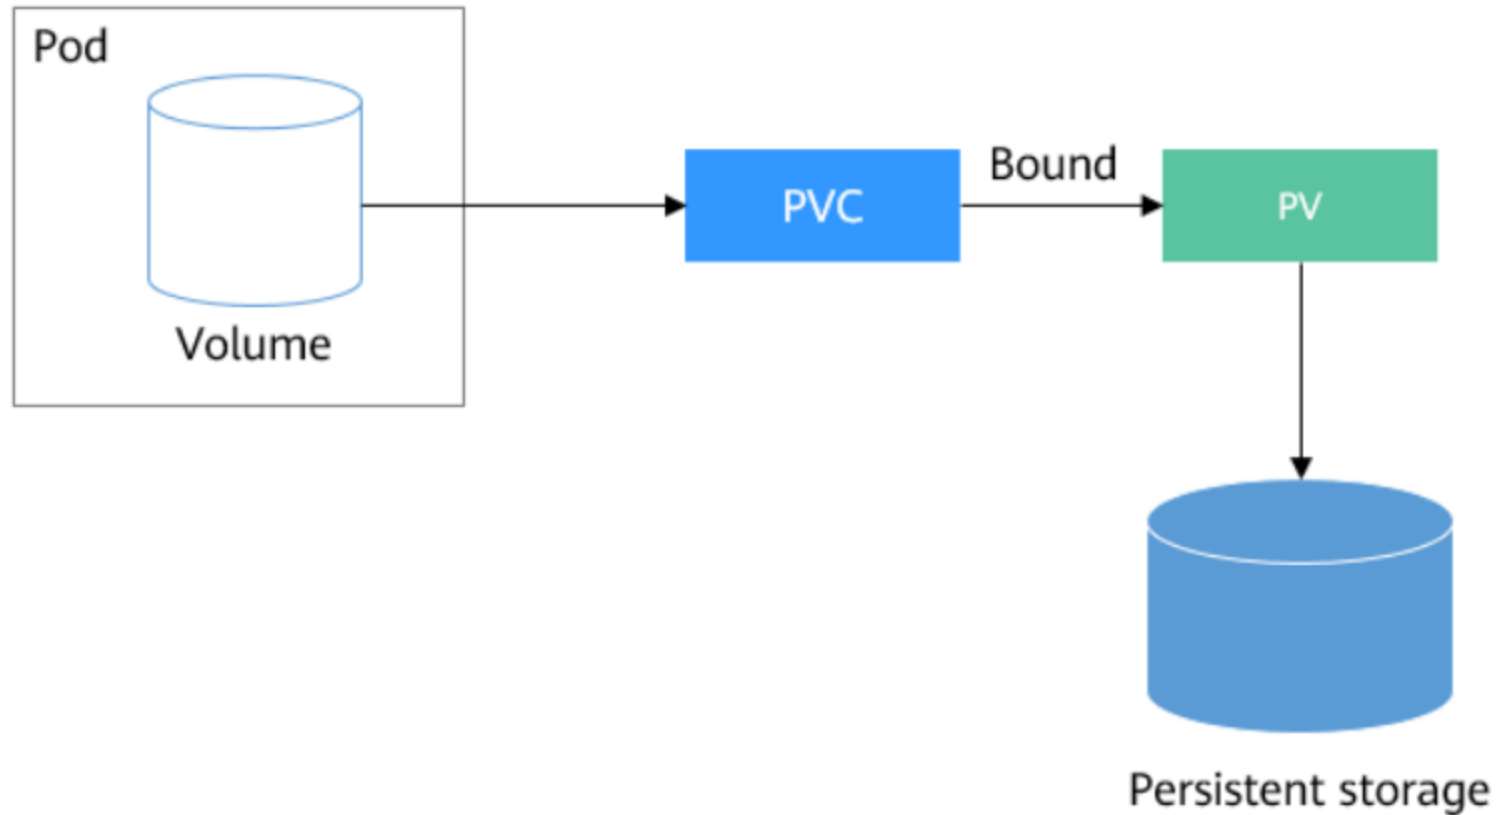 Pod
Volume
PVC
Bound
PV
Persistent storage